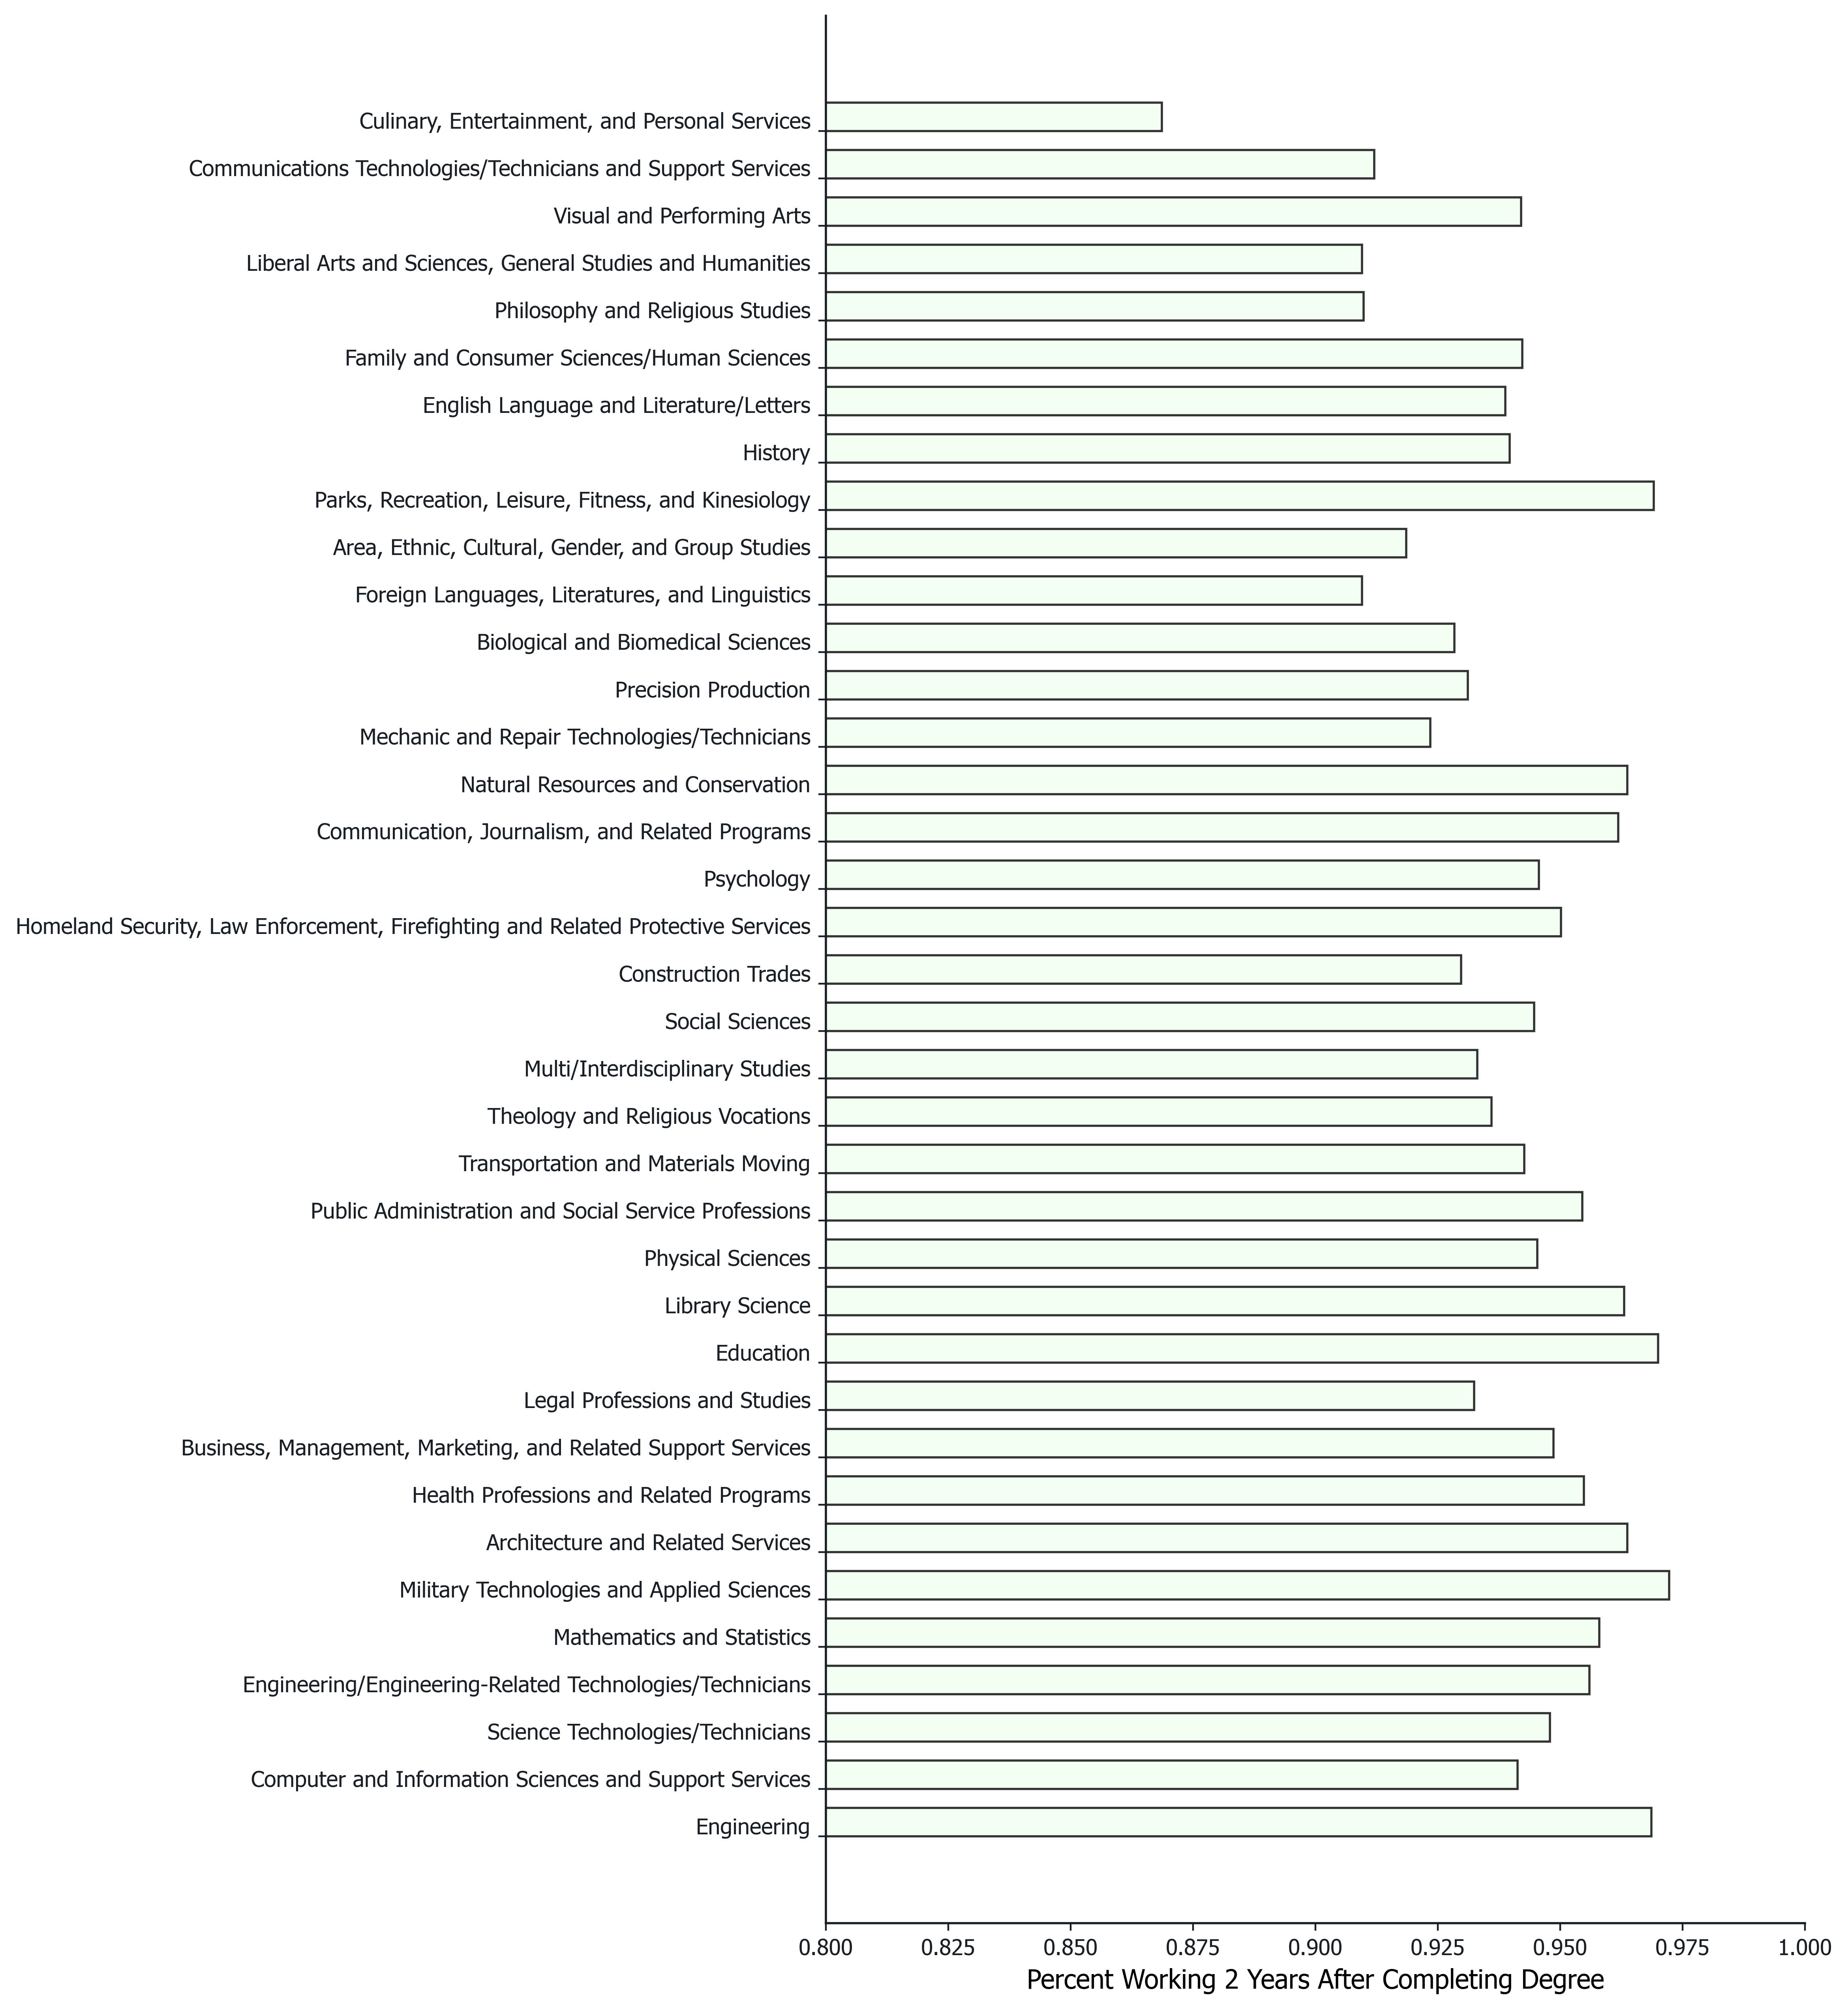 Culinary, Entertainment, and Personal Services
Communications Technologies/Technicians and Support Services
Visual and Performing Arts
Liberal Arts and Sciences, General Studies and Humanities
Philosophy and Religious Studies
Family and Consumer Sciences/Human Sciences
English Language and Literature/Letters
History
Parks, Recreation, Leisure, Fitness, and Kinesiology
Area, Ethnic, Cultural, Gender, and Group Studies
Foreign Languages, Literatures, and Linguistics
Biological and Biomedical Sciences
Precision Production
Mechanic and Repair Technologies/Technicians
Natural Resources and Conservation
Communication, Journalism, and Related Programs
Psychology
Homeland Security, Law Enforcement, Firefighting and Related Protective Services
Construction Trades
Social Sciences
Multi/Interdisciplinary Studies
Theology and Religious Vocations
Transportation and Materials Moving
Public Administration and Social Service Professions
Physical Sciences
Library Science
Education
Legal Professions and Studies
Business, Management, Marketing, and Related Support Services
Health Professions and Related Programs
Architecture and Related Services
Military Technologies and Applied Sciences
Mathematics and Statistics
Engineering/Engineering-Related Technologies/Technicians
Science Technologies/Technicians
Computer and Information Sciences and Support Services
Engineering
0.800 0.825 0.850 0.875 0.900 0.925 0.950 0.975 1.000
Percent Working 2 Years After Completing Degree